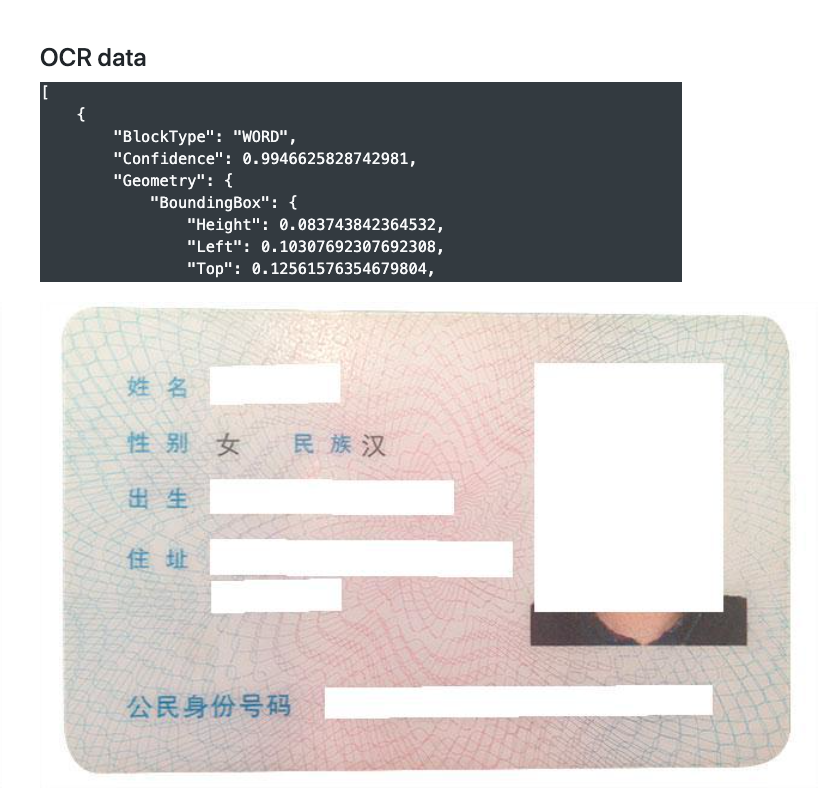 OCR data
[
    {
        "BlockType": "WORD",
        "Confidence": 0.9946625828742981,
        "Geometry": {
            "BoundingBox": {
                "Height": 0.083743842364532,
                "Left": 0.10307692307692308,
                "Top": 0.12561576354679804,
姓 名
性 别 女 民 族 汉
出 生
住 址
公民身份号码